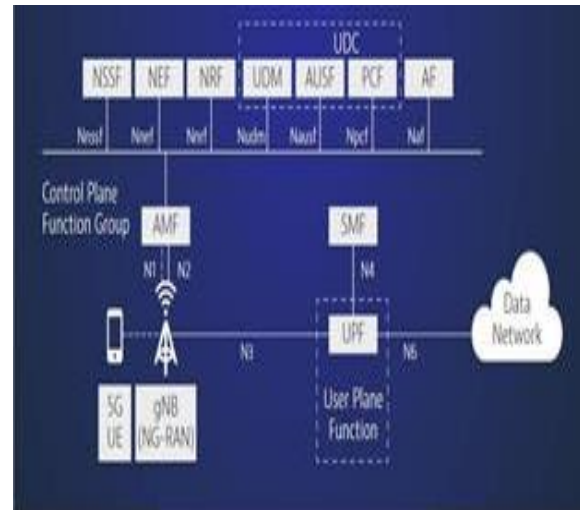 UDC
NSSF NEF NRF UDM AUSF PCF AF
Nnssf Nnef Nnrf Nudm Nausf Npcf Naf
Control Plane
Function Group
AMF SMF
N1 N2 N4
Data
Network
UPF
N3 N6
5G
UE
gNB
(NG-RAN)
User Plane
Function